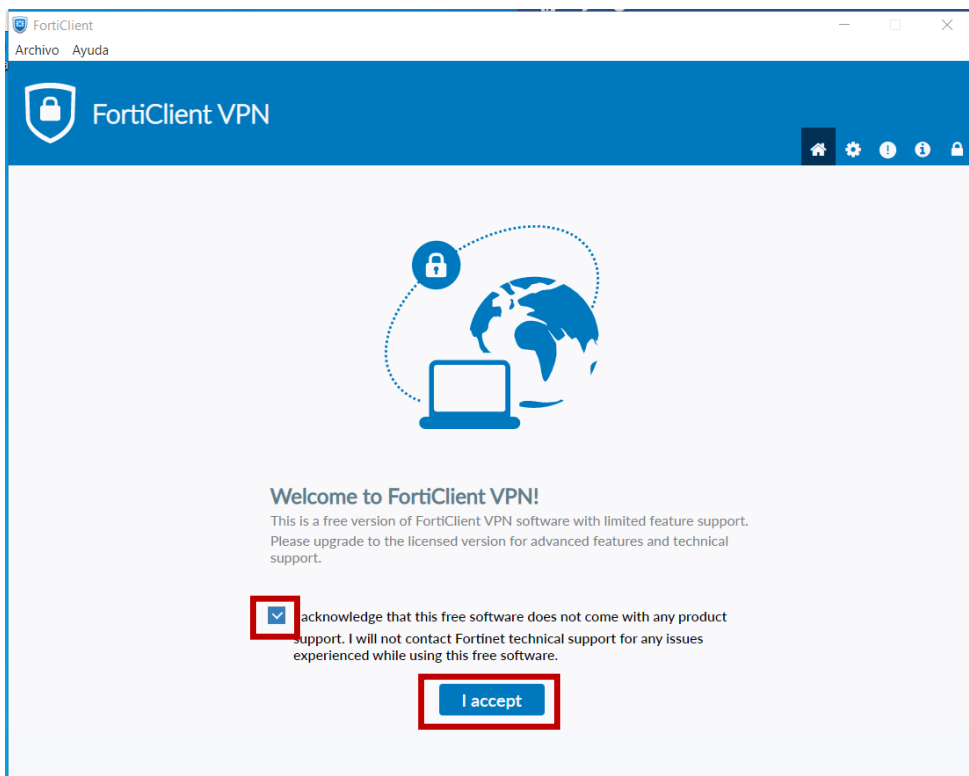 FortiClient
Archivo Ayuda
FortiClient VPN
Welcome to FortiClient VPN!
This is a free version of FortiClient VPN software with limited feature support.
Please upgrade to the licensed version for advanced features and technical
support.
acknowledge that this free software does not come with any product
support. I will not contact Fortinet technical support for any issues
experienced while using this free software.
I accept